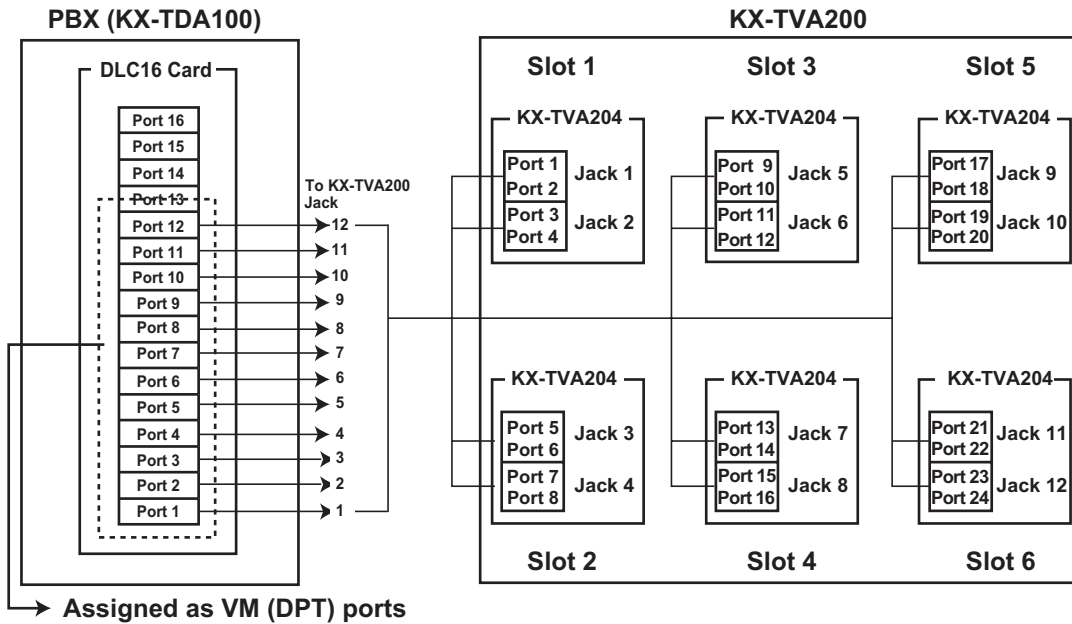 PBX (KX-TDA100)
DLC16 Card
Port 16
Port 15
Port 14
Port 13
Port 12
Port 11
Port 10
Port 9
Port 8
Port 7
Port 6
Port 5
Port 4
Port 3
Port 2
Port 1
To KX-TVA200
Jack
12
11
10
9
8
7
6
5
4
3
2
1
Assigned as VM (DPT) ports
KX-TVA200
Slot 1
KX-TVA204
Port 1
Port 2
Jack 1
Port 3
Port 4
Jack 2
Slot 3
KX-TVA204
Port 9
Port 10
Jack 5
Port 11
Port 12
Jack 6
Slot 5
KX-TVA204
Port 17
Port 18
Jack 9
Port 19
Port 20
Jack 10
KX-TVA204
Port 5
Port 6
Jack 3
Port 7
Port 8
Jack 4
Slot 2
KX-TVA204
Port 13
Port 14
Jack 7
Port 15
Port 16
Jack 8
Slot 4
KX-TVA204
Port 21
Port 22
Jack 11
Port 23
Port 24
Jack 12
Slot 6